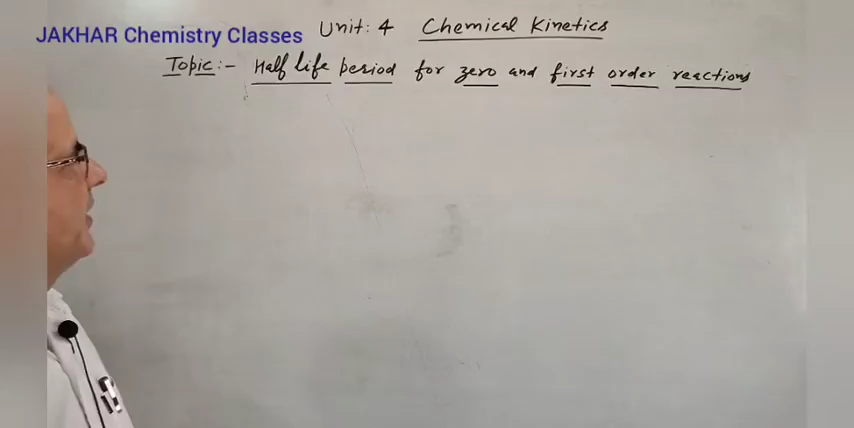 JAKHAR Chemistry Classes
Unit: 4 Chemical Kinetics
Topic:- Half life period for zero and first order reactions